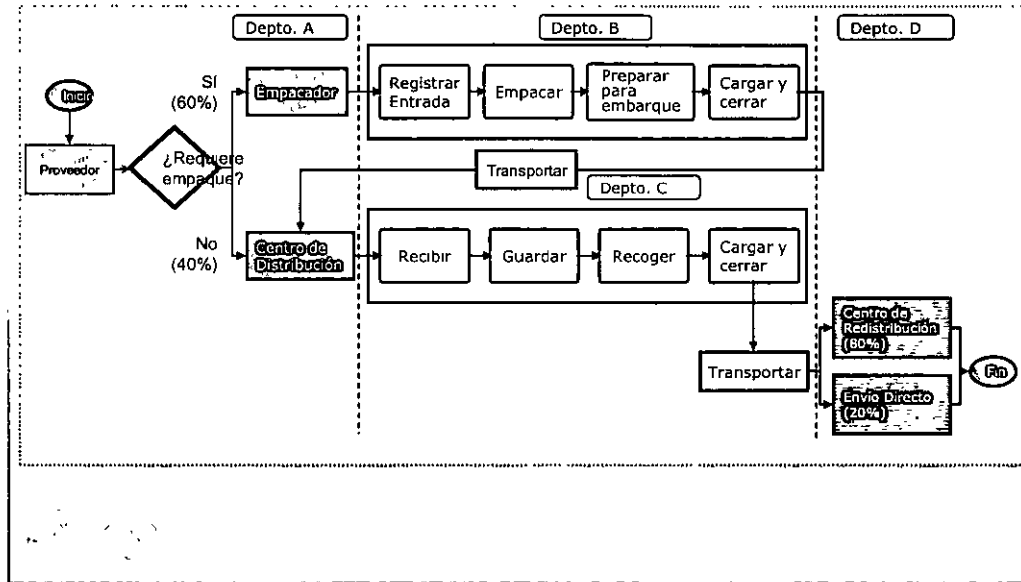 Depto. A
Depto. B
Depto. D
Sí
(60%)
Empacador
Registrar
Entrada
Empacar
Preparar
para
embarque
Cargar y
cerrar
Proveedor
¿Requiere
empaque?
Transportar
Depto. C
No
(40%)
Centro de
Distribución
Recibir
Guardar
Recoger
Cargar y
cerrar
Centro de
Redistribución
(80%)
Transportar
Fin
Envío Directo
(20%)